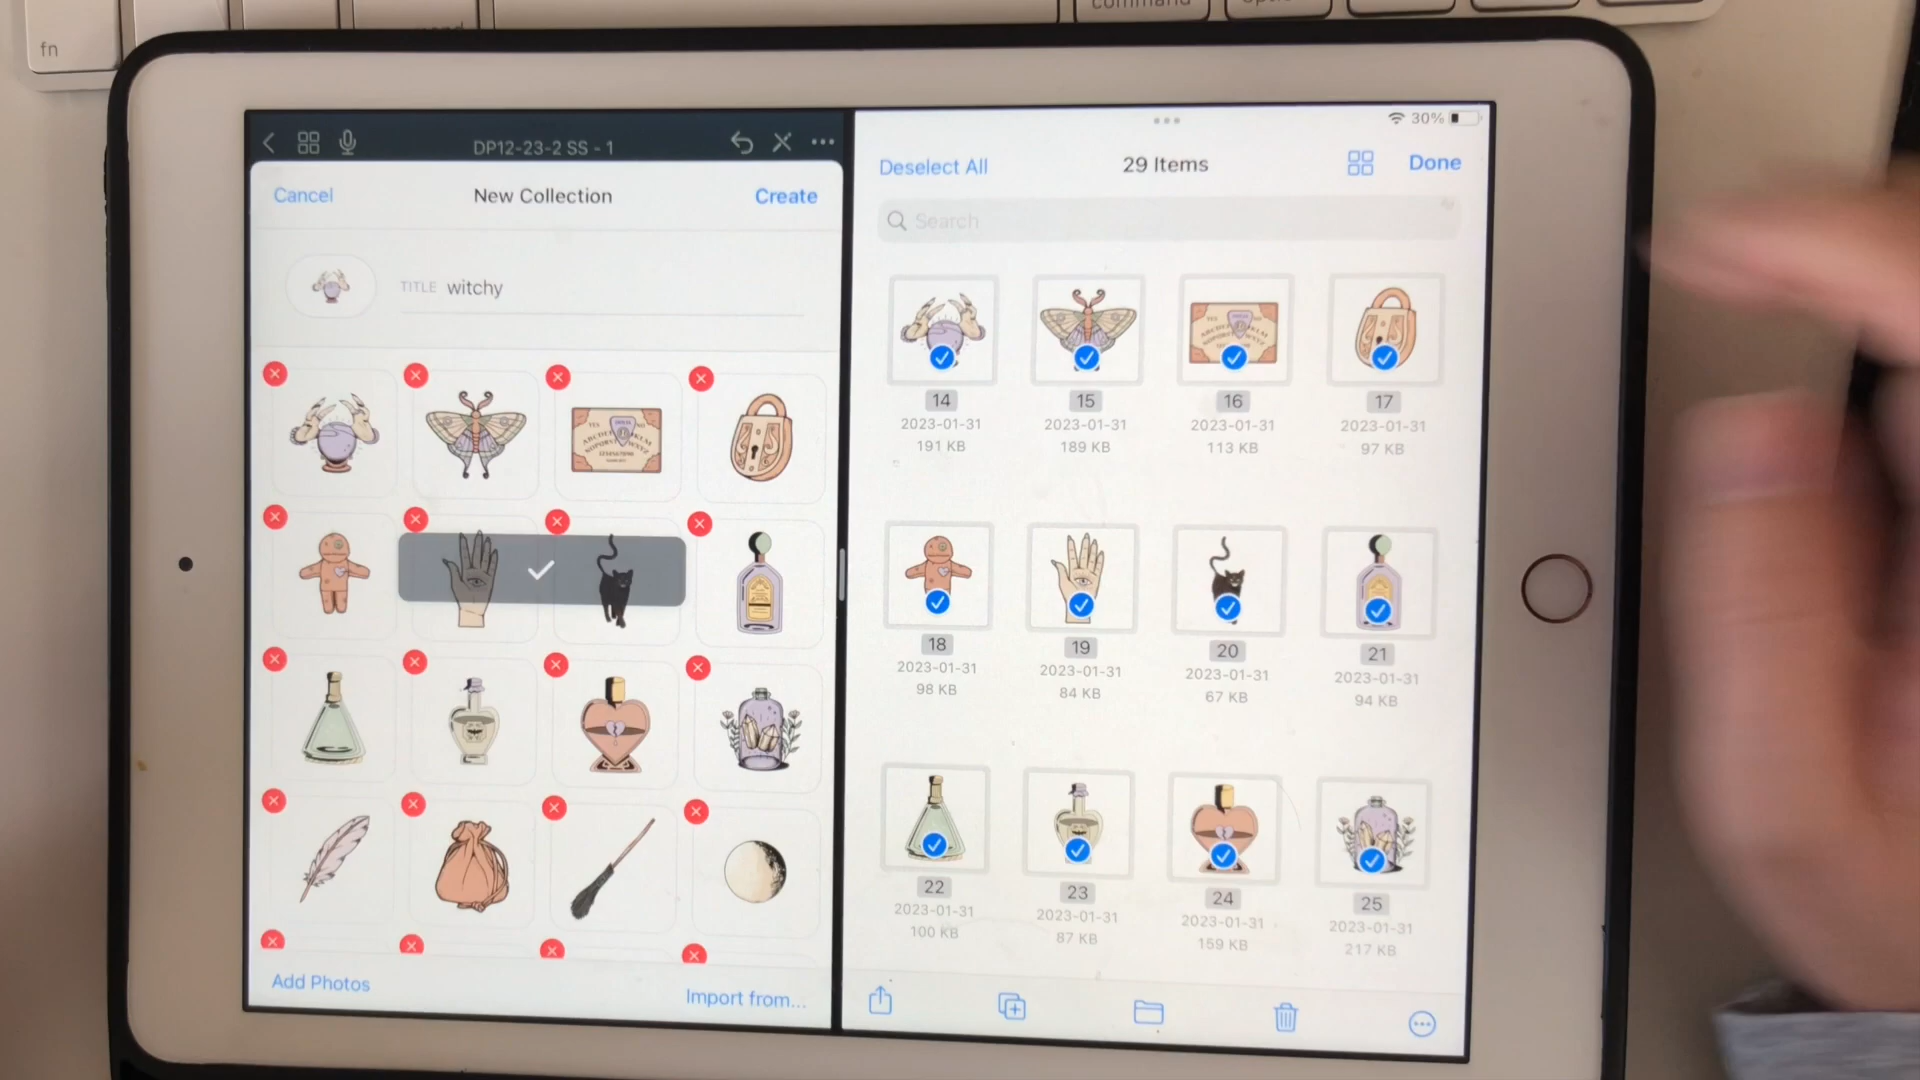 fn
command
DP12-23-2 SS - 1
30%
Cancel
New Collection
Create
Deselect All
29 Items
Done
TITLE witchy
Search
YES
NO
14
15
16
17
2023-01-31
2023-01-31
2023-01-31
2023-01-31
191 KB
189 KB
113 KB
97 KB
18
19
20
21
2023-01-31
2023-01-31
2023-01-31
2023-01-31
98 KB
84 KB
67 KB
94 KB
22
23
24
25
2023-01-31
2023-01-31
2023-01-31
2023-01-31
100 KB
87 KB
159 KB
217 KB
Add Photos
Import from...